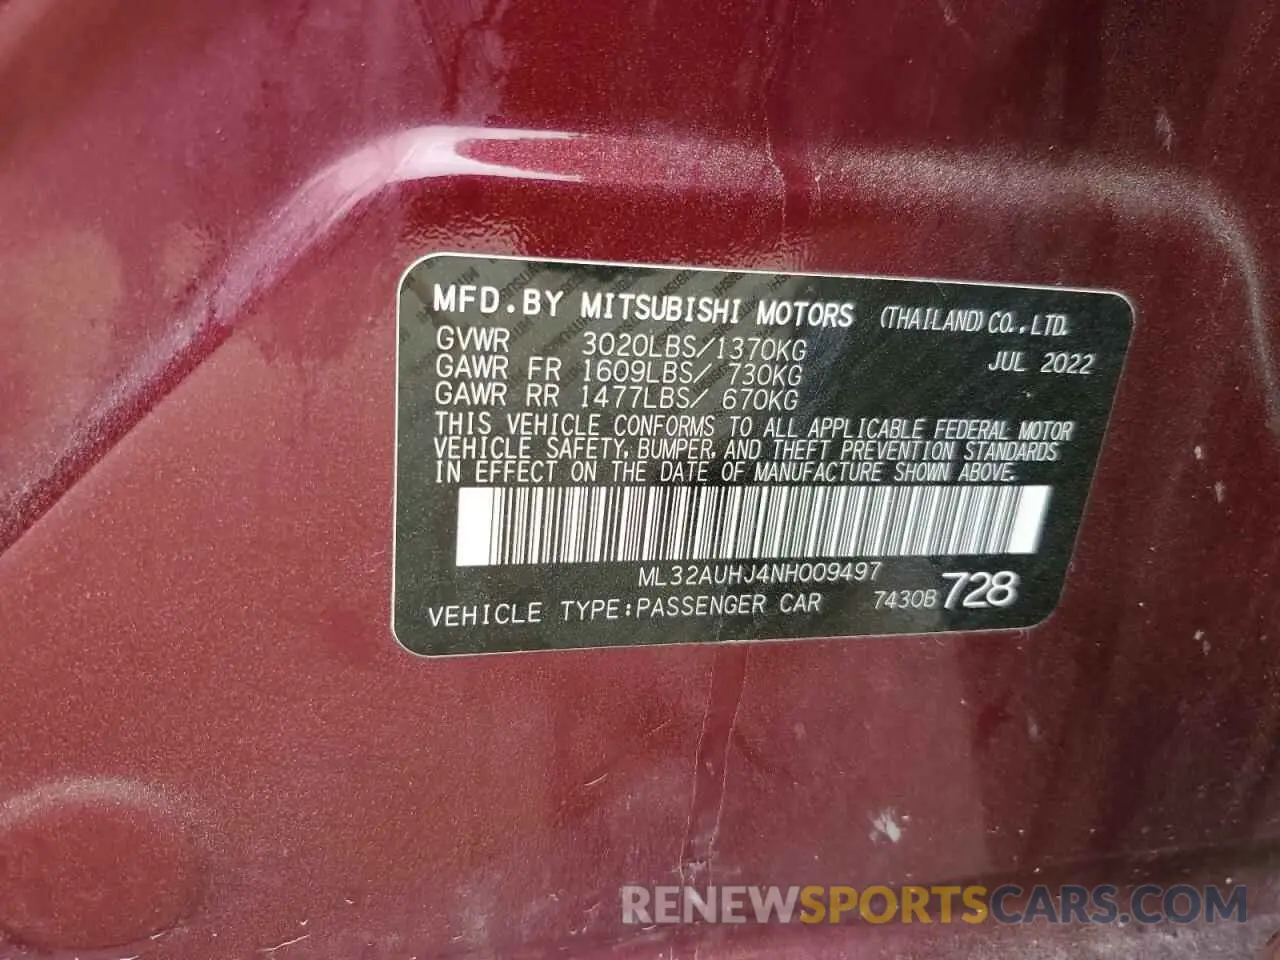 MFD.BY MITSUBISHI MOTORS (THAILAND) CO.,LTD.
GVWR 3020LBS/1370KG JUL 2022
GAWR FR 1609LBS/ 730KG
GAWR RR 1477LBS/ 670KG
THIS VEHICLE CONFORMS TO ALL APPLICABLE FEDERAL MOTOR
VEHICLE SAFETY, BUMPER, AND THEFT PREVENTION STANDARDS
IN EFFECT ON THE DATE OF MANUFACTURE SHOWN ABOVE.
ML32AUHJ4NH009497
VEHICLE TYPE:PASSENGER CAR 7430B728
RENEWSPORTSCARS.COM